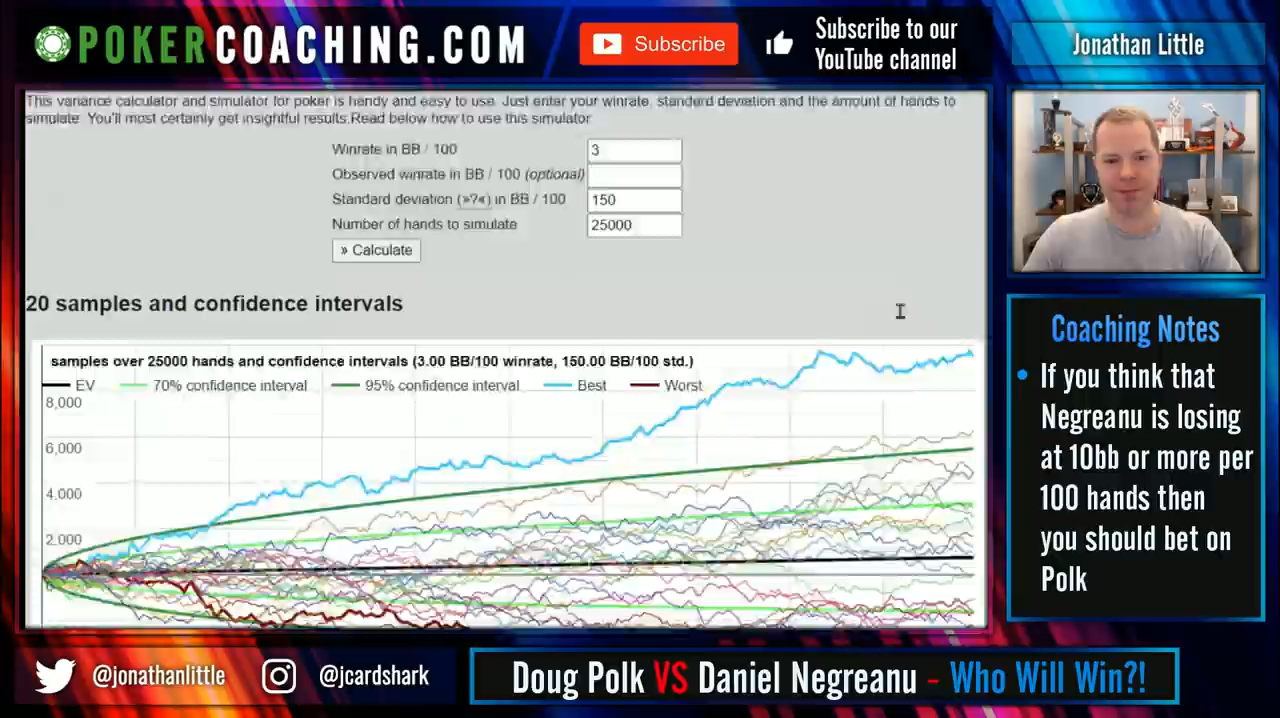 POKERCOACHING.COM
Subscribe
Subscribe to our
YouTube channel
Jonathan Little
This variance calculator and simulator for poker is handy and easy to use. Just enter your winrate, standard deviation and the amount of hands to
simulate. You'll most certainly get insightful results.Read below how to use this simulator
Winrate in BB / 100
3
Observed winrate in BB / 100 (optional)
Standard deviation (»?«) in BB / 100
150
Number of hands to simulate
25000
» Calculate
20 samples and confidence intervals
samples over 25000 hands and confidence intervals (3.00 BB/100 winrate, 150.00 BB/100 std.)
EV
70% confidence interval
95% confidence interval
Best
Worst
8,000
6,000
4,000
2,000
Coaching Notes
• If you think that
Negreanu is losing
at 10bb or more per
100 hands then
you should bet on
Polk
@jonathanlittle
@jcardshark
Doug Polk VS Daniel Negreanu - Who Will Win?!